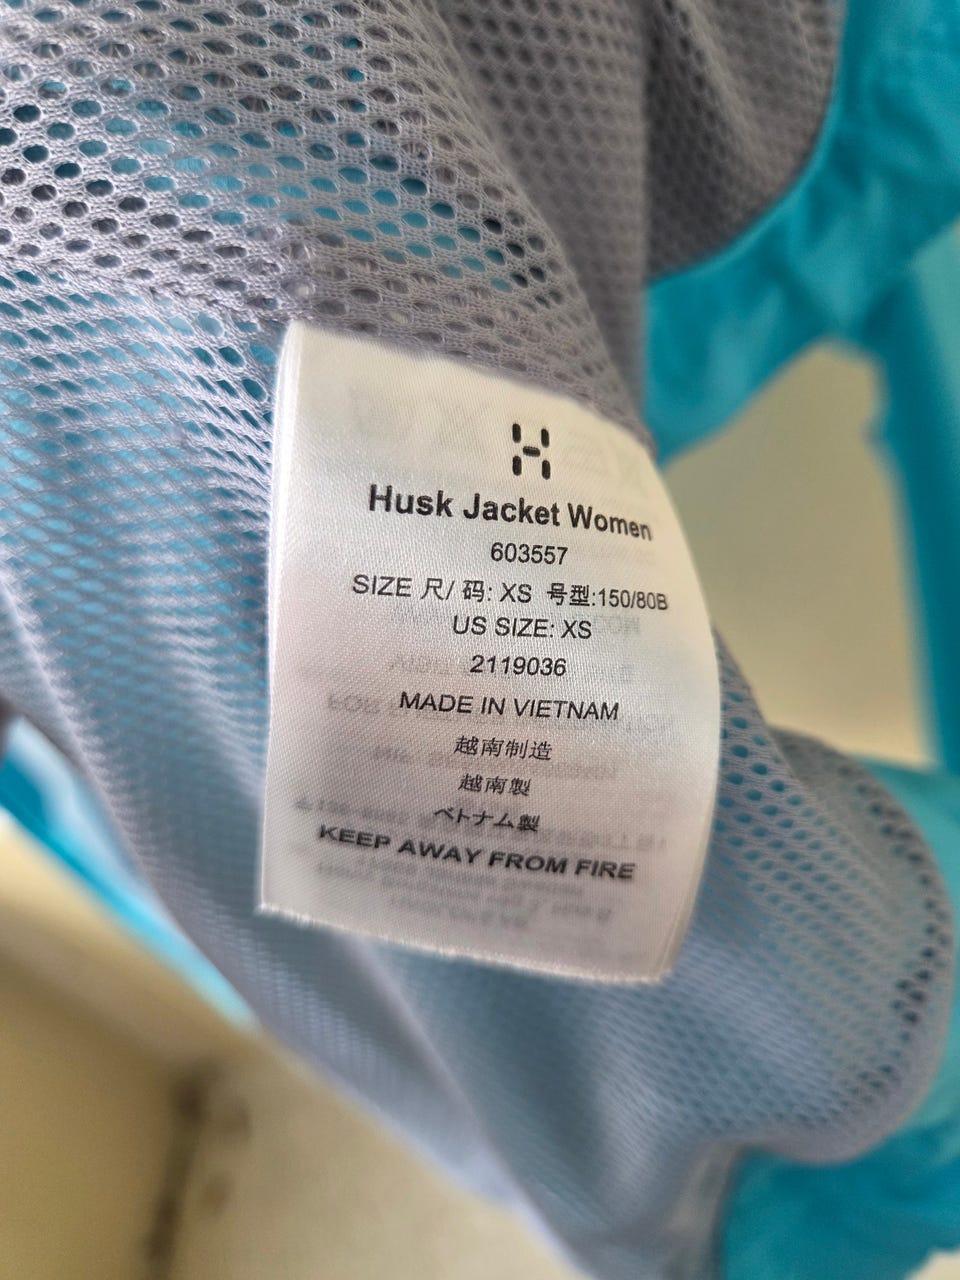 Husk Jacket Women
603557
SIZE 尺/ 码: XS 号型:150/80B
US SIZE: XS
2119036
MADE IN VIETNAM
越南制造
越南製
ベトナム製
KEEP AWAY FROM FIRE